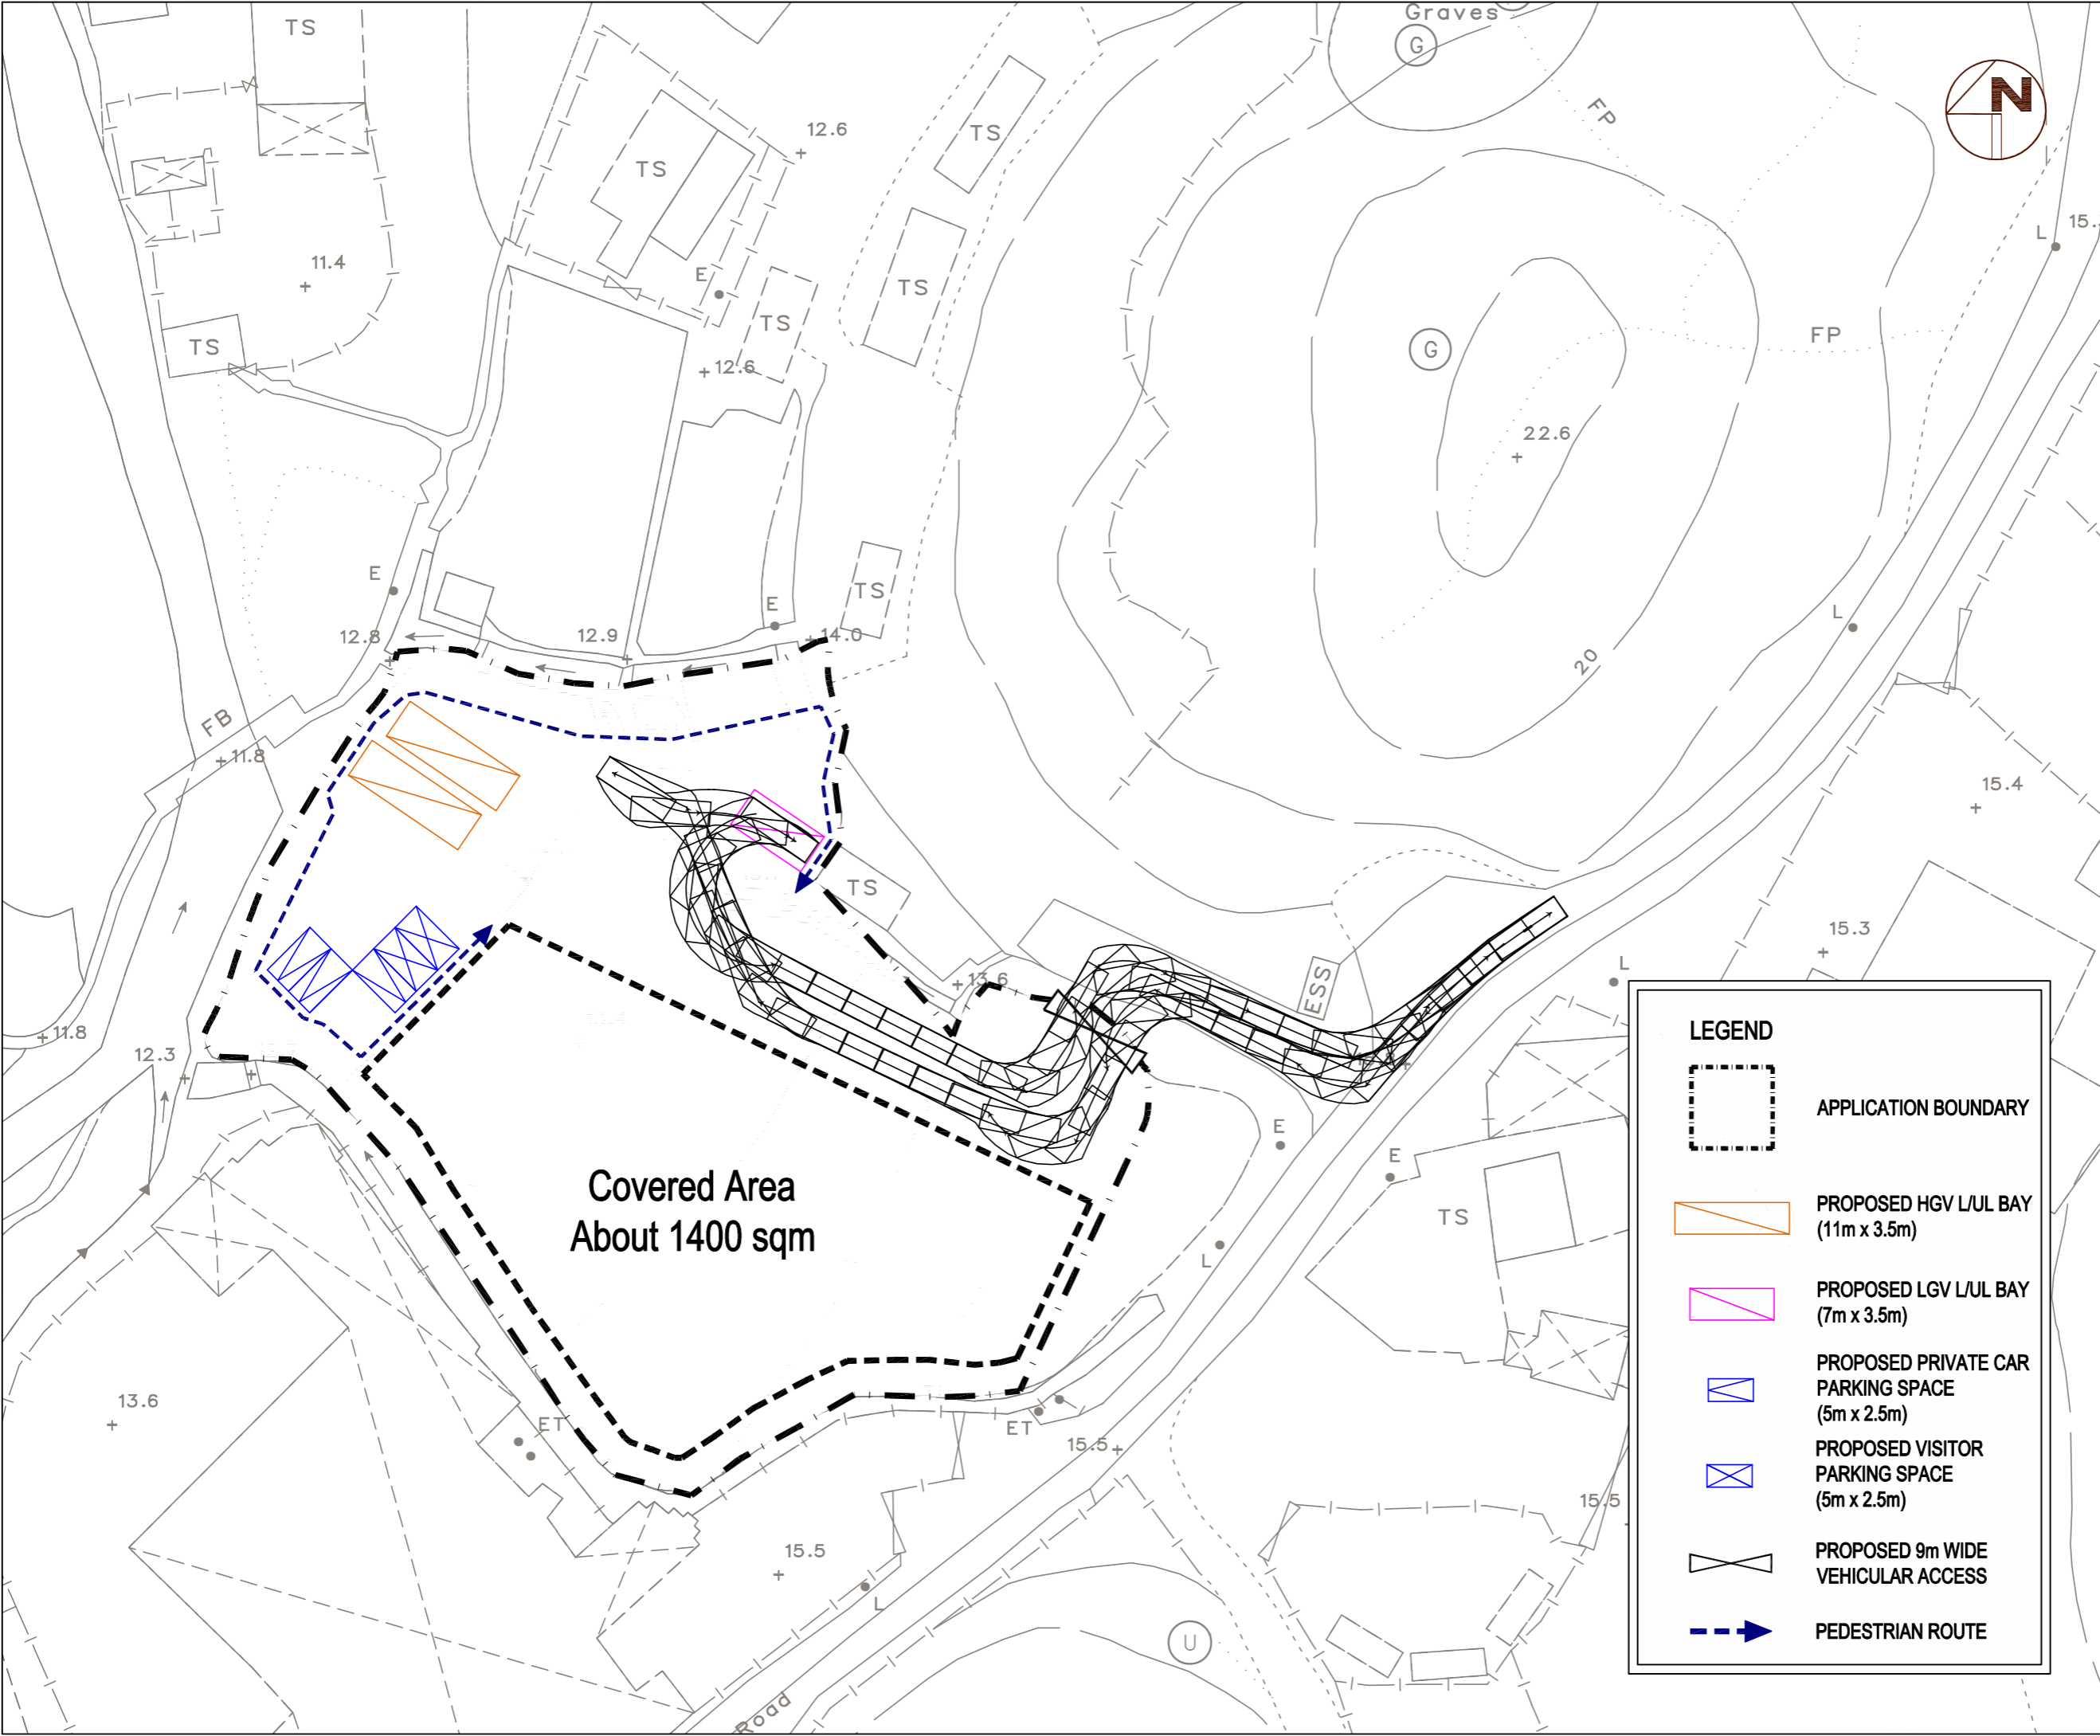 Graves
G
TS
N
FP
12.6
TS
TS
15.
L
11.4
E
TS
TS
FP
TS
G
12.6
22.6
E
TS
E
L
12.8
12.9
14.0
20
FB
11.8
15.4
TS
15.3
13.6
L
ESS
11.8
12.3
E
E
TS
Covered Area
About 1400 sqm
L
13.6
ET
ET
15.5
15.5
15.5
L
U
Road
LEGEND
APPLICATION BOUNDARY
PROPOSED HGV L/UL BAY
(11m x 3.5m)
PROPOSED LGV L/UL BAY
(7m x 3.5m)
PROPOSED PRIVATE CAR
PARKING SPACE
(5m x 2.5m)
PROPOSED VISITOR
PARKING SPACE
(5m x 2.5m)
PROPOSED 9m WIDE
VEHICULAR ACCESS
PEDESTRIAN ROUTE